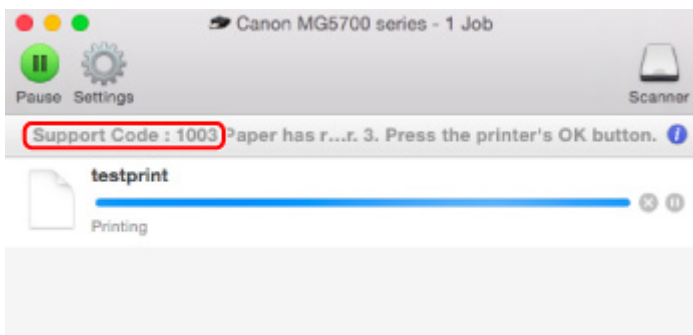 Canon MG5700 series - 1 Job
Pause Settings Scanner
Support Code : 1003 Paper has r...r. 3. Press the printer's OK button.
testprint
Printing